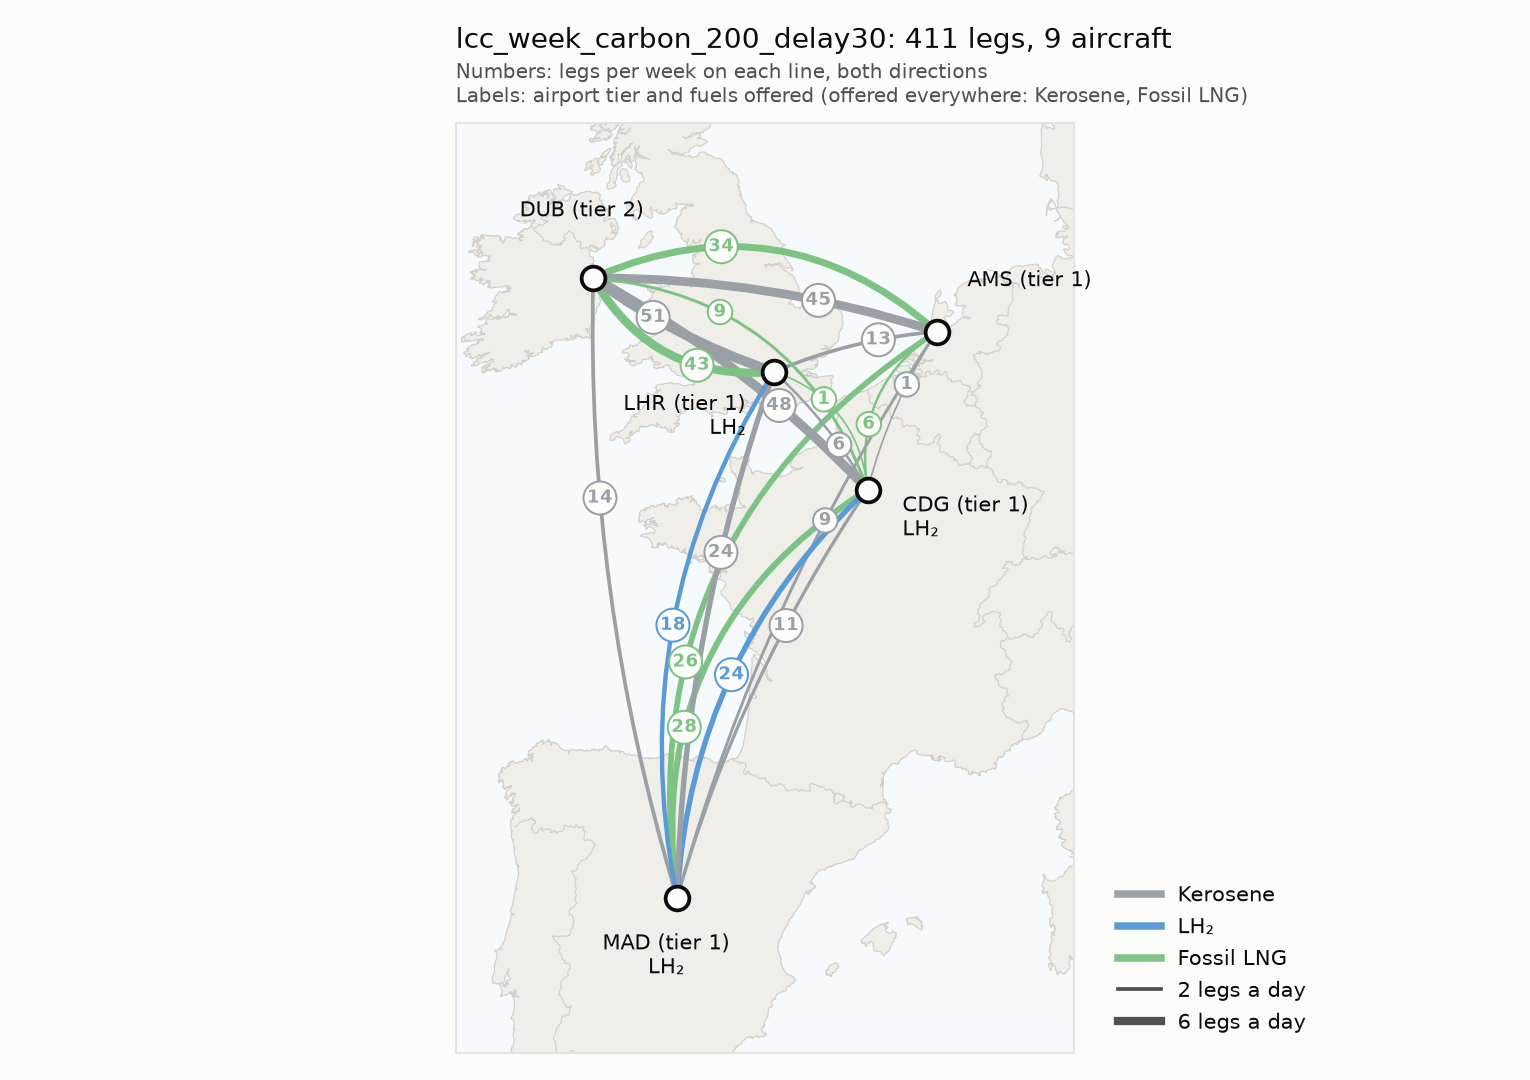 lcc_week_carbon_200_delay30: 411 legs, 9 aircraft
Numbers: legs per week on each line, both directions
Labels: airport tier and fuels offered (offered everywhere: Kerosene, Fossil LNG)
DUB (tier 2)
34
AMS (tier 1)
45
9
51
13
43
1
LHR (tier 1)
LH₂
48
1
6
6
14
CDG (tier 1)
LH₂
9
24
18
11
26
24
28
MAD (tier 1)
LH₂
Kerosene
LH₂
Fossil LNG
2 legs a day
6 legs a day